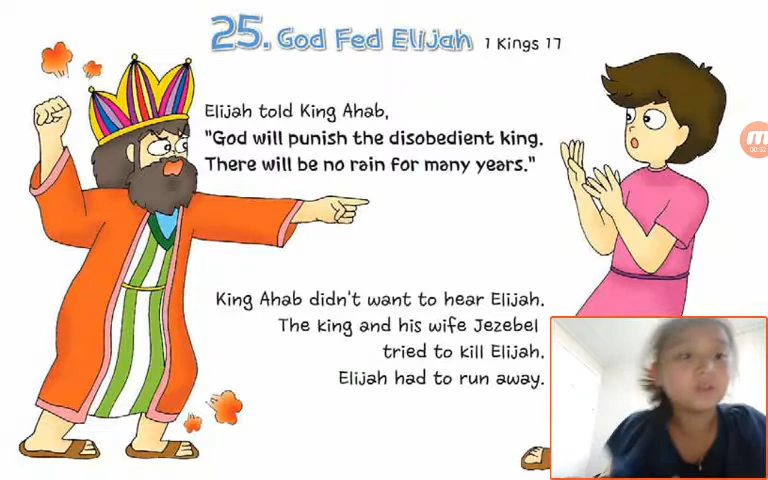 25. God Fed Elijah 1 Kings 17
Elijah told King Ahab,
"God will punish the disobedient king.
There will be no rain for many years."
00:02
King Ahab didn't want to hear Elijah.
The king and his wife Jezebel
tried to kill Elijah.
Elijah had to run away.